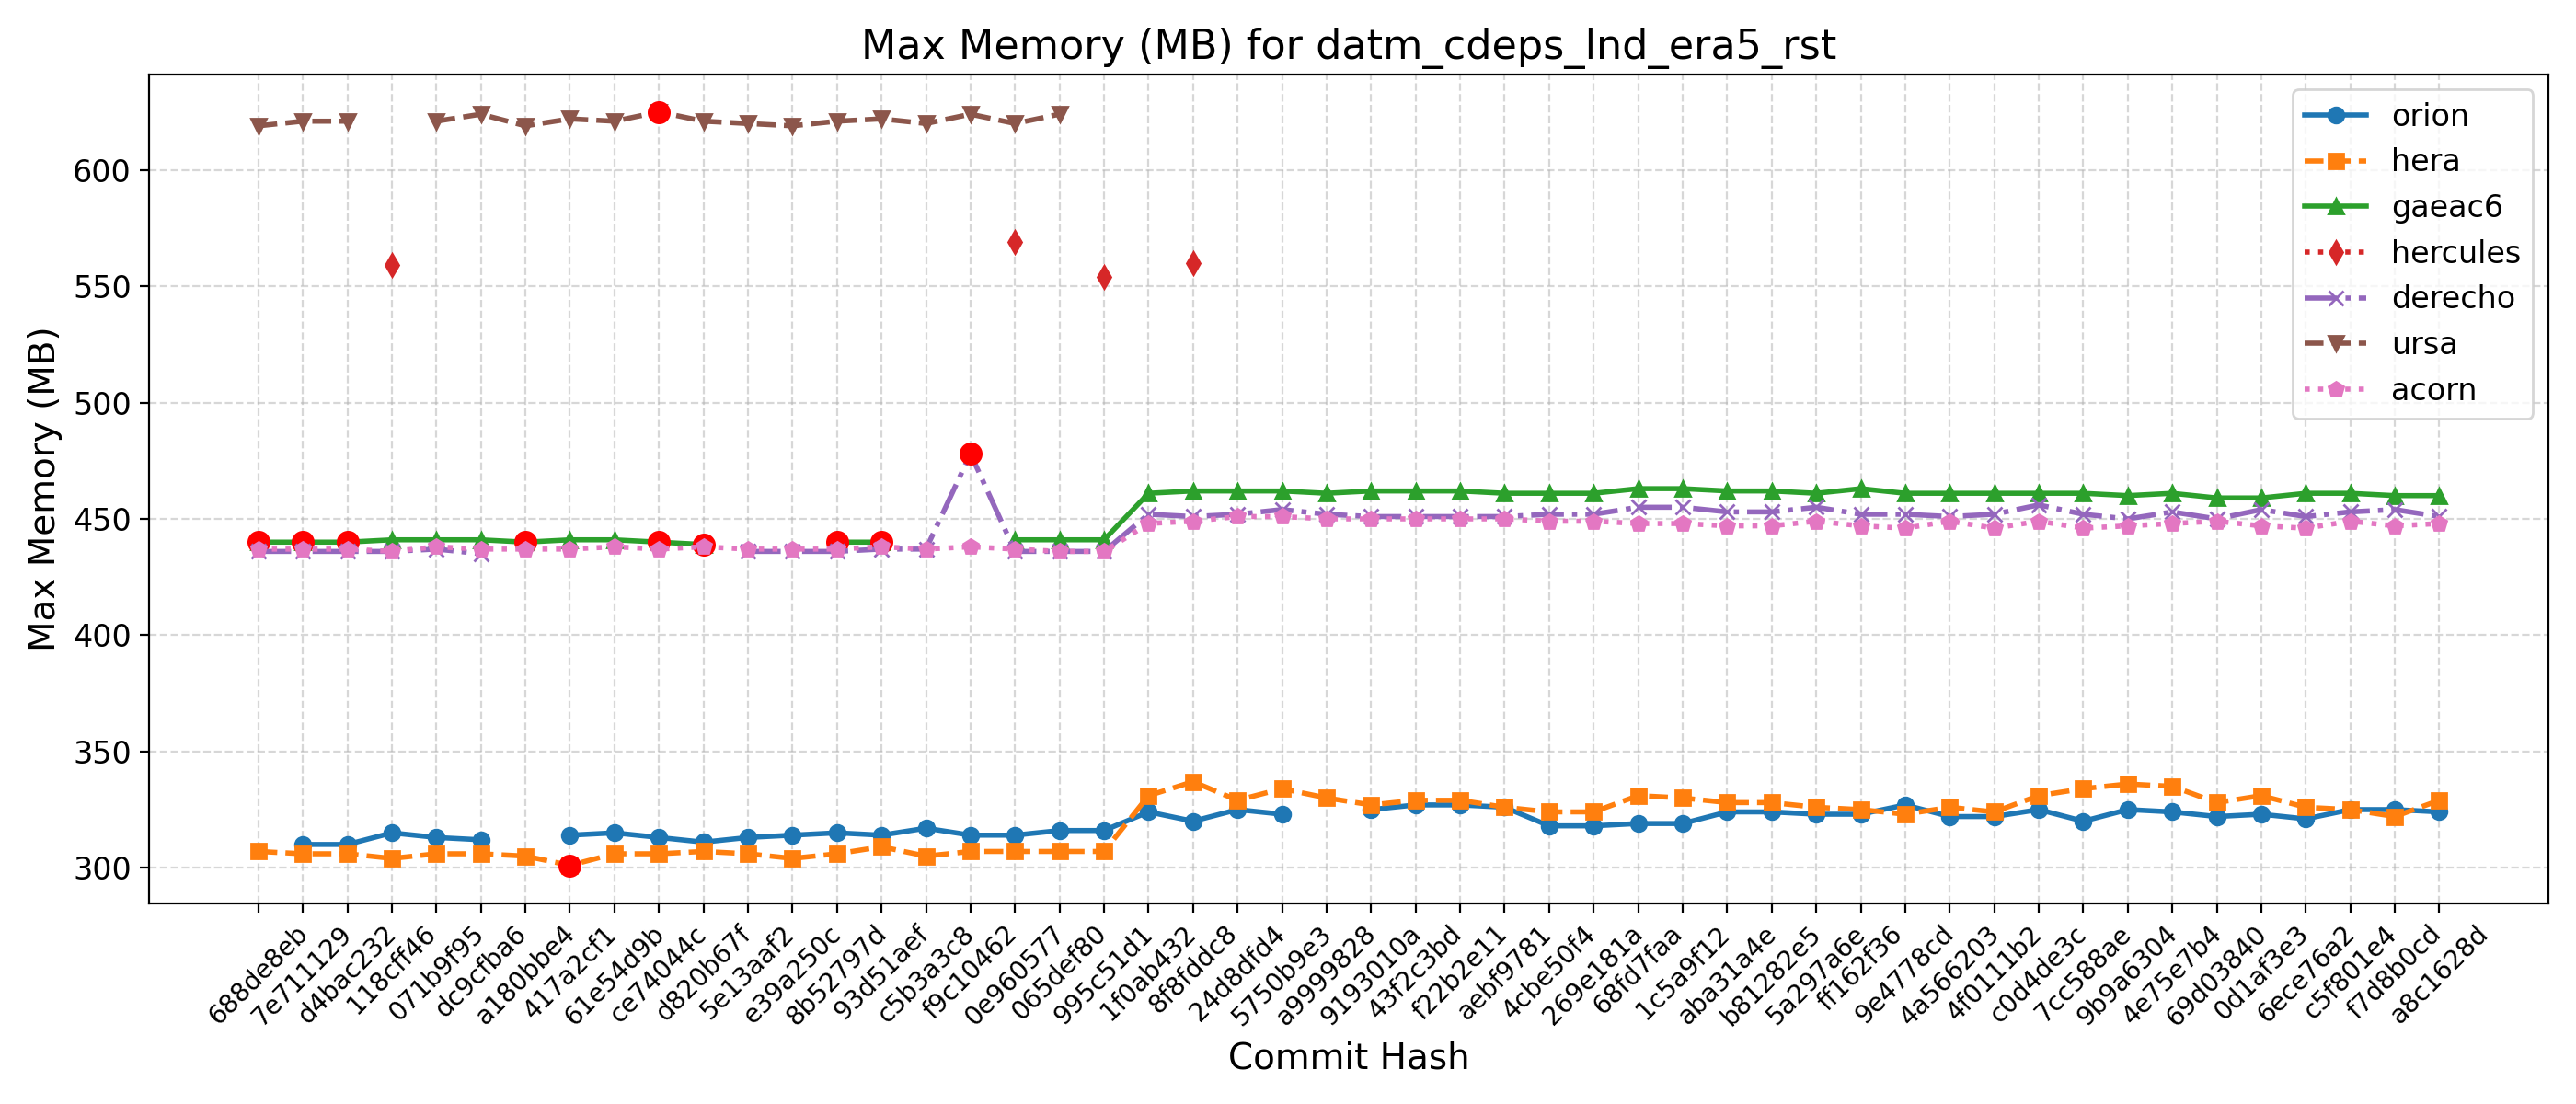 Max Memory (MB) for datm_cdeps_lnd_era5_rst
Max Memory (MB)
600
550
500
450
400
350
300
orion
hera
gaeac6
hercules
derecho
ursa
acorn
688de8eb
7e711129
d4bac232
118cff46
071b9f95
dc9cfba6
a180bbe4
417a2cf1
61e54d9b
ce74044c
d820b67f
5e13aaf2
e39a250c
8b52797d
93d51aef
c5b3a3c8
f9c10462
0e960577
065def80
995c51d1
1f0ab432
8f8fddc8
24d8dfd4
5750b9e3
a9999828
9193010a
43f2c3bd
f22b2e11
aebf9781
4cbe50f4
269e181a
68fd7faa
1c5a9f12
aba31a4e
b81282e5
5a297a6e
ff162f36
9e4778cd
4a566203
4f0111b2
c0d4de3c
7cc588ae
9b9a6304
4e75e7b4
69d03840
0d1af3e3
6ece76a2
c5f801e4
f7d8b0cd
a8c1628d
Commit Hash